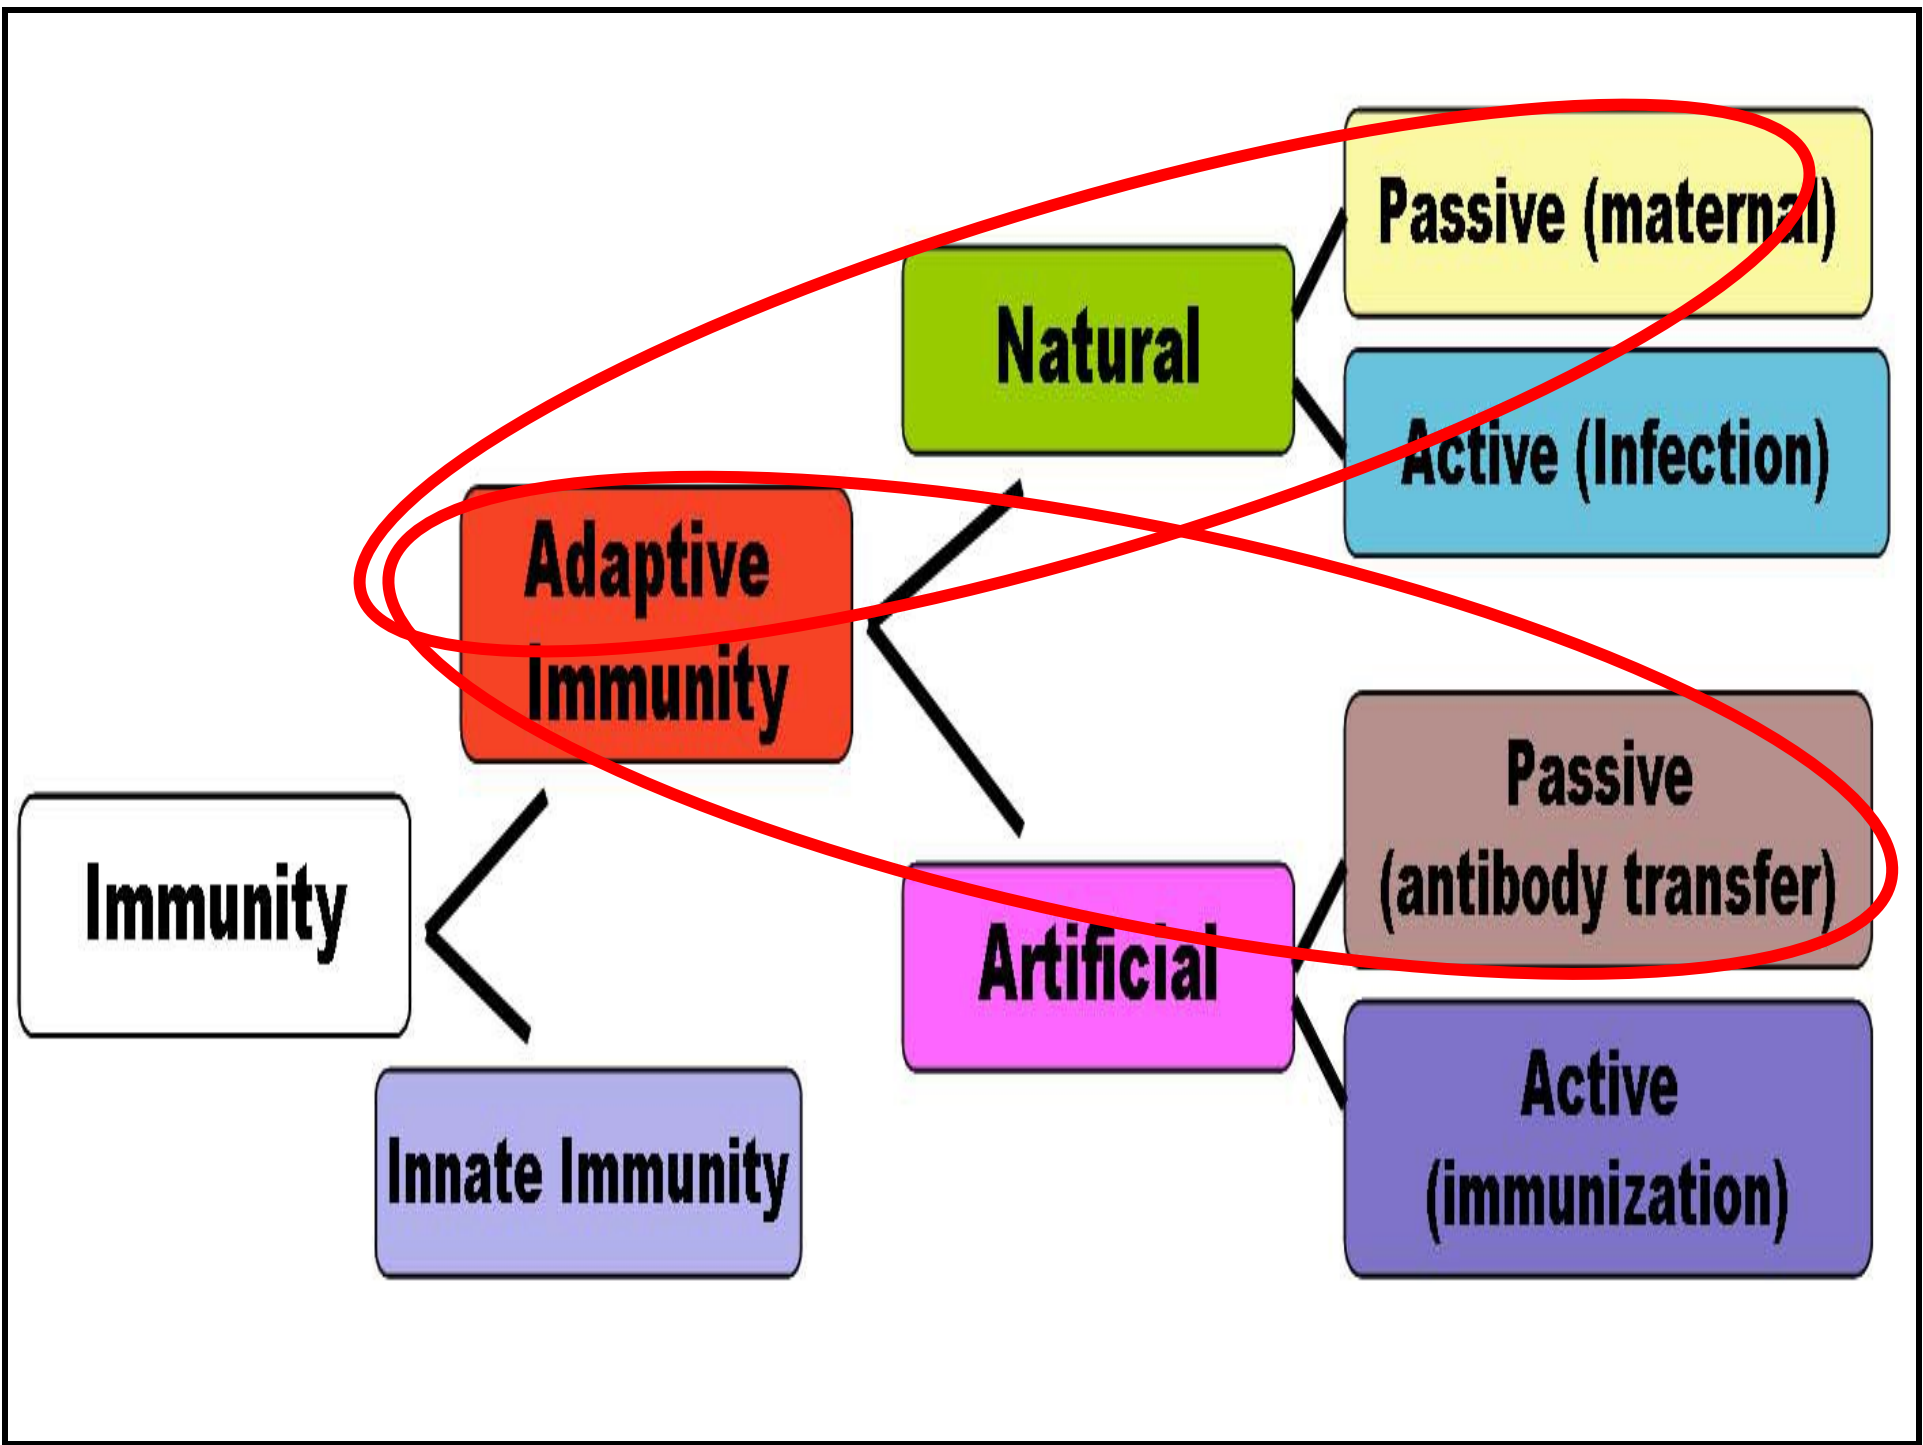 Passive (maternal)
Natural
Active (Infection)
Adaptive
Immunity
Passive
(antibody transfer)
Immunity
Artificial
Active
(immunization)
Innate Immunity